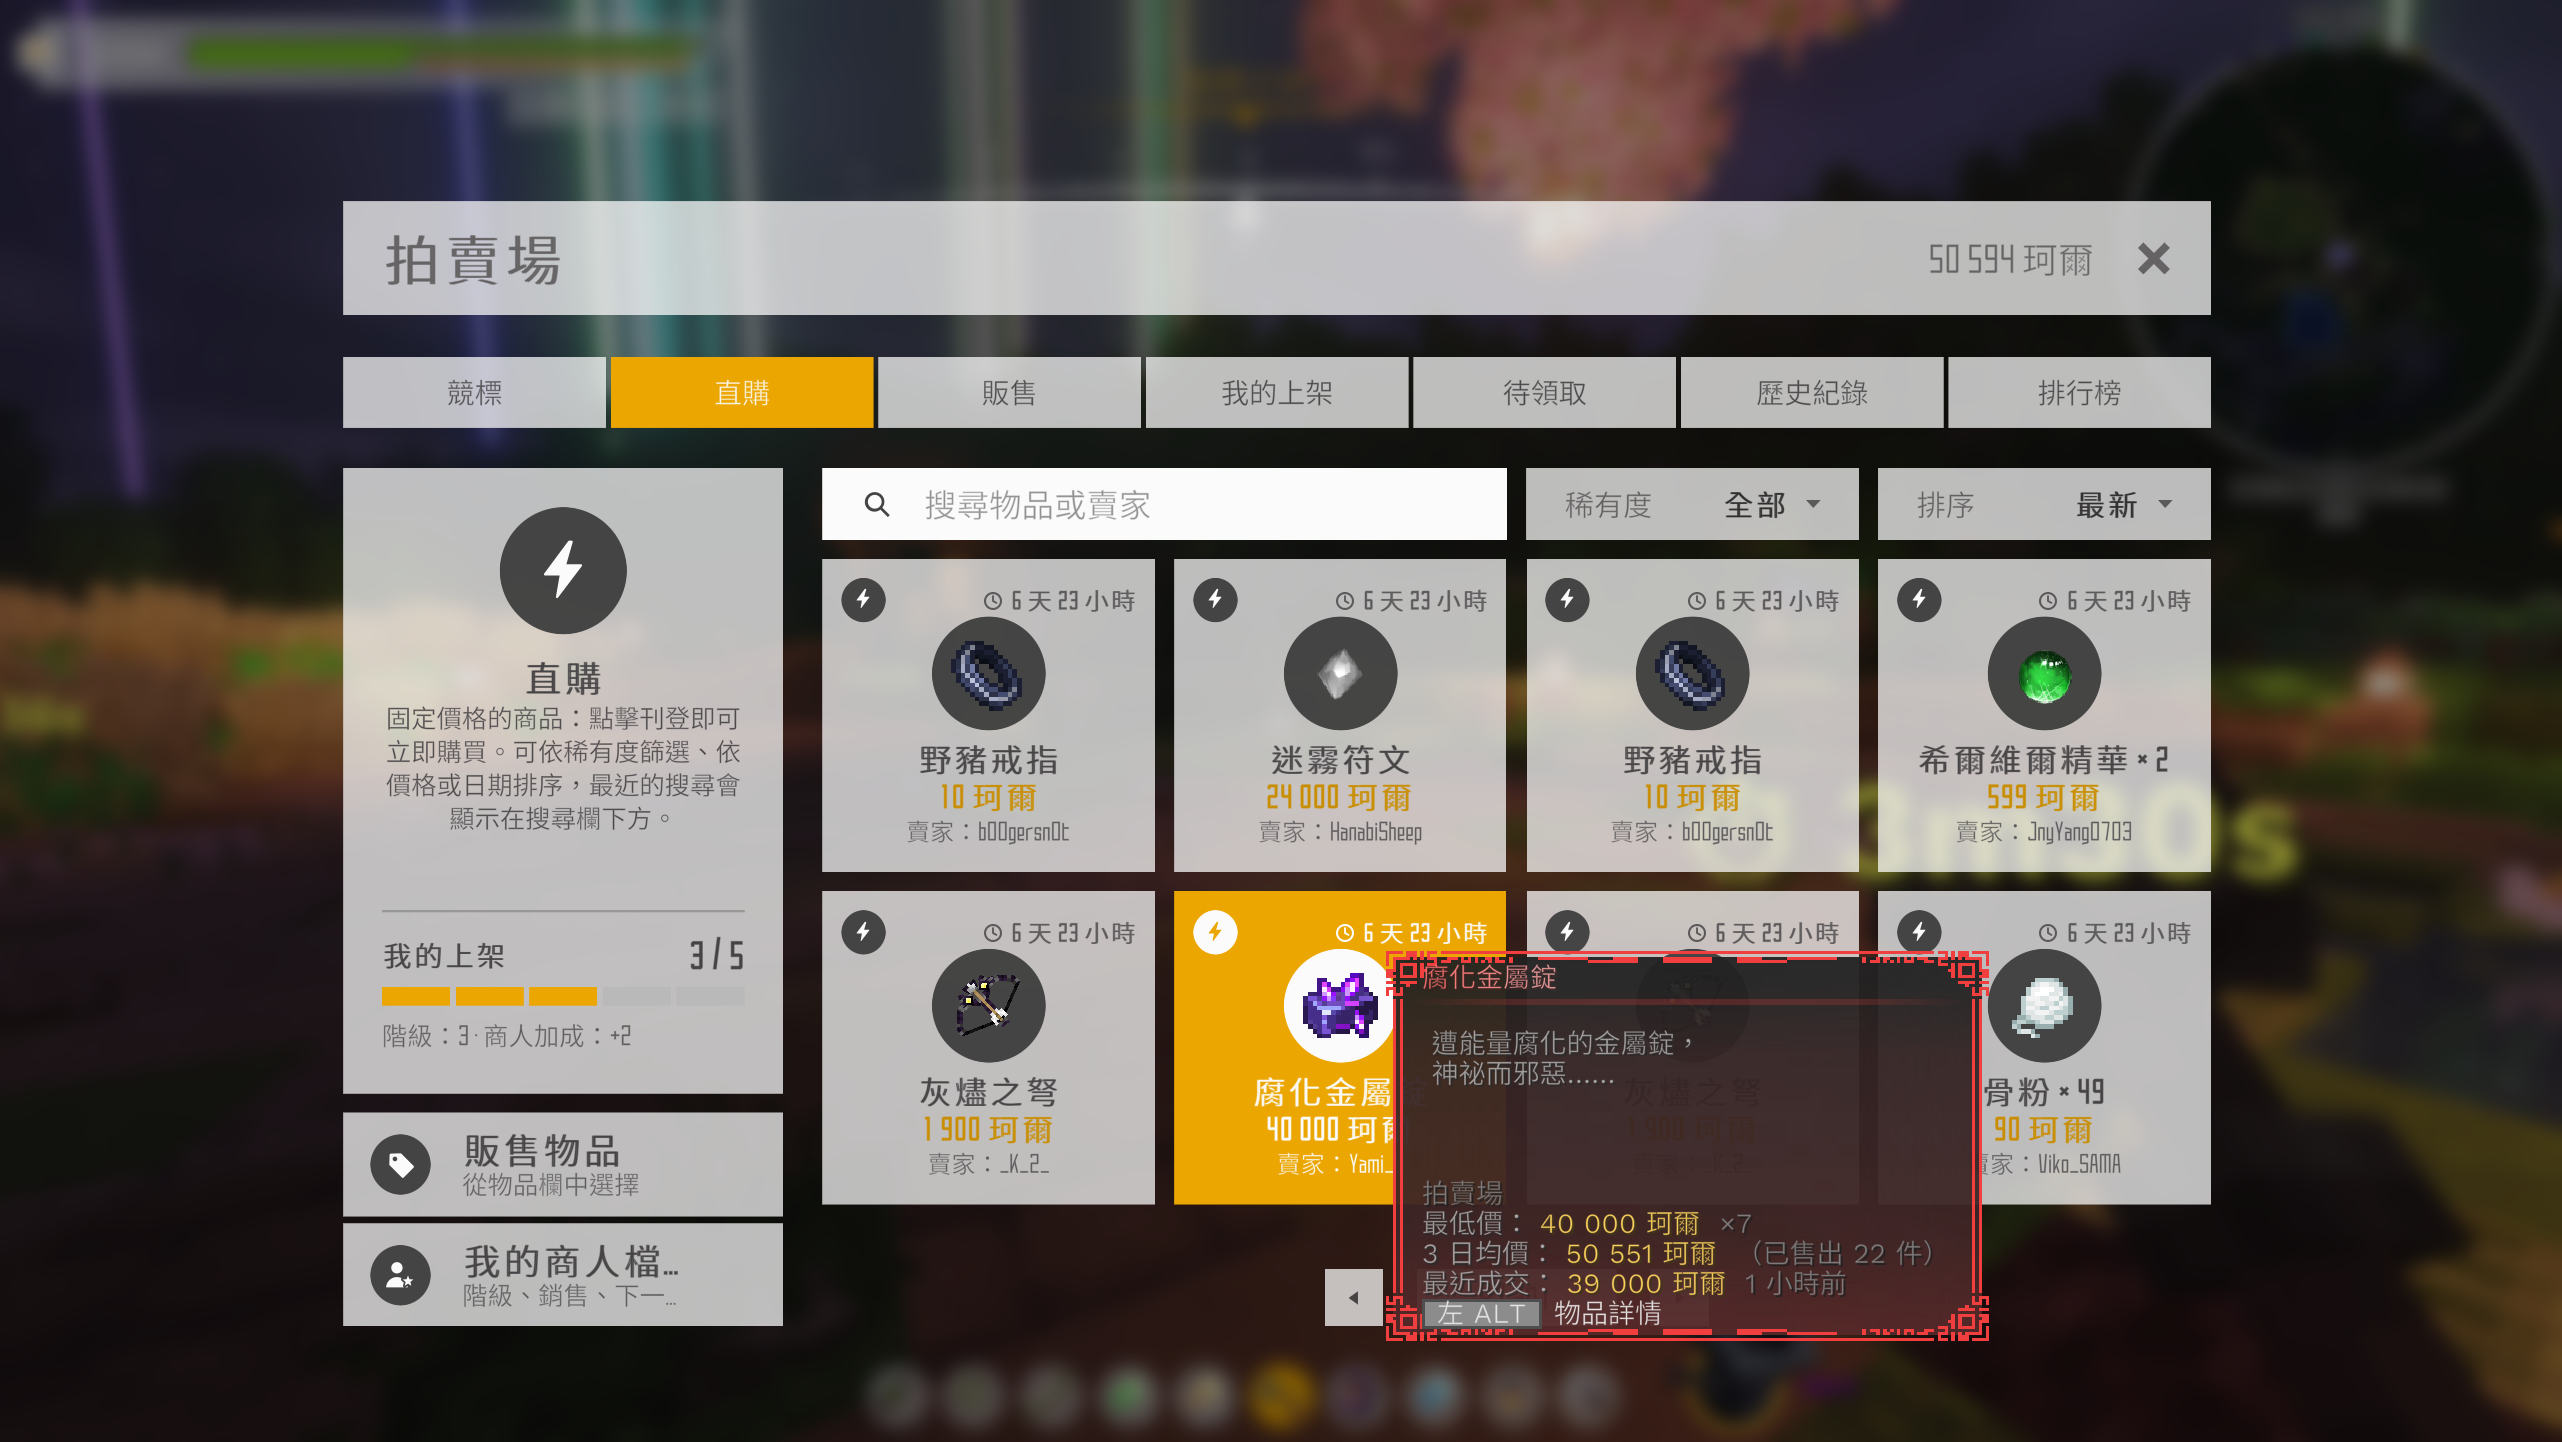 拍賣場
50 594 珂爾
競標
直購
販售
我的上架
待領取
歷史紀錄
排行榜
直購
固定價格的商品：點擊刊登即可
立即購買。可依稀有度篩選、依
價格或日期排序，最近的搜尋會
顯示在搜尋欄下方。
我的上架 3 / 5
階級：3 · 商人加成：+2
販售物品
從物品欄中選擇
我的商人檔...
階級、銷售、下一...
搜尋物品或賣家
稀有度 全部
排序 最新
6 天 23 小時
野豬戒指
10 珂爾
賣家：b00gersn0t
6 天 23 小時
迷霧符文
24 000 珂爾
賣家：HanabiSheep
6 天 23 小時
野豬戒指
10 珂爾
賣家：b00gersn0t
6 天 23 小時
希爾維爾精華 × 2
599 珂爾
賣家：JnyYang0703
6 天 23 小時
灰燼之弩
1 900 珂爾
賣家：_K_2_
6 天 23 小時
腐化金屬錠
40 000 珂爾
賣家：Yami_
6 天 23 小時
灰燼之弩
1 900 珂爾
_K_2_
6 天 23 小時
骨粉 × 49
90 珂爾
賣家：Viko_SAMA
腐化金屬錠
遭能量腐化的金屬錠，
神祕而邪惡......
拍賣場
最低價： 40 000 珂爾 ×7
3 日均價： 50 551 珂爾 （已售出 22 件）
最近成交： 39 000 珂爾 1 小時前
左 ALT 物品詳情
3m30s